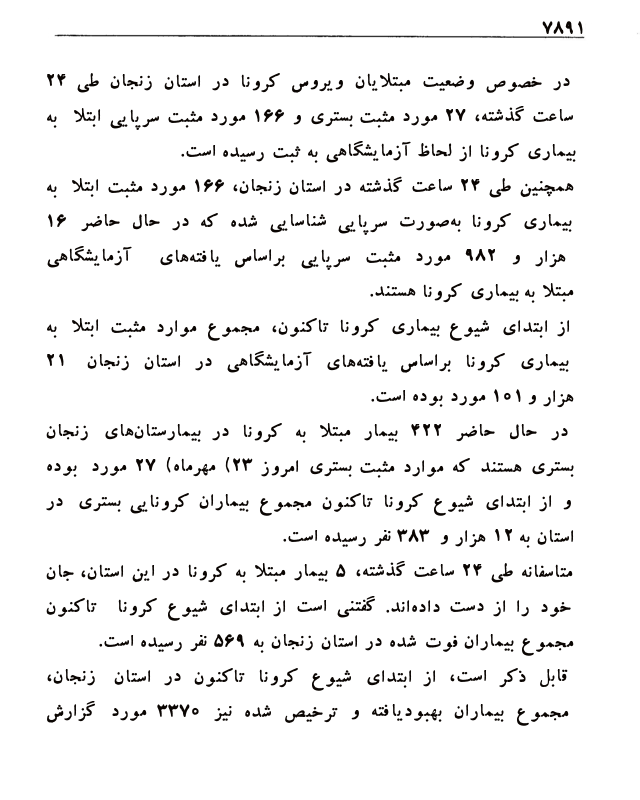 ۷۸۹۱
در خصوص وضعیت مبتلایان ویروس کرونا در استان زنجان طی ۲۴
ساعت گذشته، ۲۷ مورد مثبت بستری و ۱۶۶ مورد مثبت سرپایی ابتلا به
بیماری کرونا از لحاظ آزمایشگاهی به ثبت رسیده است.
همچنین طی ۲۴ ساعت گذشته در استان زنجان، ۱۶۶ مورد مثبت ابتلا به
بیماری کرونا به‌صورت سرپایی شناسایی شده که در حال حاضر ۱۶
هزار و ۹۸۲ مورد مثبت سرپایی براساس یافته‌های آزمایشگاهی
مبتلا به بیماری کرونا هستند.
از ابتدای شیوع بیماری کرونا تاکنون، مجموع موارد مثبت ابتلا به
بیماری کرونا براساس یافته‌های آزمایشگاهی در استان زنجان ۲۱
هزار و ۱۰۱ مورد بوده است.
در حال حاضر ۴۲۲ بیمار مبتلا به کرونا در بیمارستان‌های زنجان
بستری هستند که موارد مثبت بستری امروز ۲۳) مهرماه) ۲۷ مورد بوده
و از ابتدای شیوع کرونا تاکنون مجموع بیماران کرونایی بستری در
استان به ۱۲ هزار و ۳۸۳ نفر رسیده است.
متاسفانه طی ۲۴ ساعت گذشته، ۵ بیمار مبتلا به کرونا در این استان، جان
خود را از دست داده‌اند. گفتنی است از ابتدای شیوع کرونا تاکنون
مجموع بیماران فوت شده در استان زنجان به ۵۶۹ نفر رسیده است.
قابل ذکر است، از ابتدای شیوع کرونا تاکنون در استان زنجان،
مجموع بیماران بهبودیافته و ترخیص شده نیز ۳۳۷۰ مورد گزارش